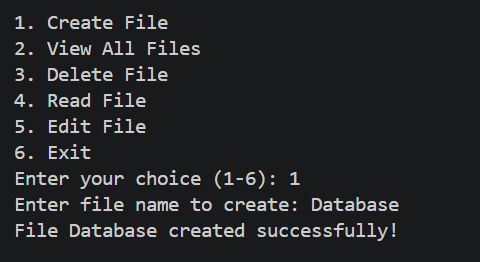 1. Create File
2. View All Files
3. Delete File
4. Read File
5. Edit File
6. Exit
Enter your choice (1-6): 1
Enter file name to create: Database
File Database created successfully!